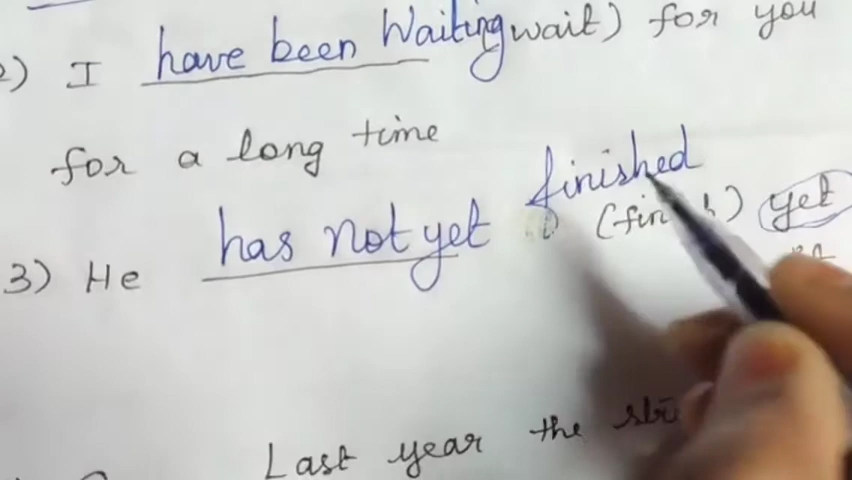 2) I have been Waiting wait) for you
for a long time
3) He has not yet finished (finish) yet
Last year the